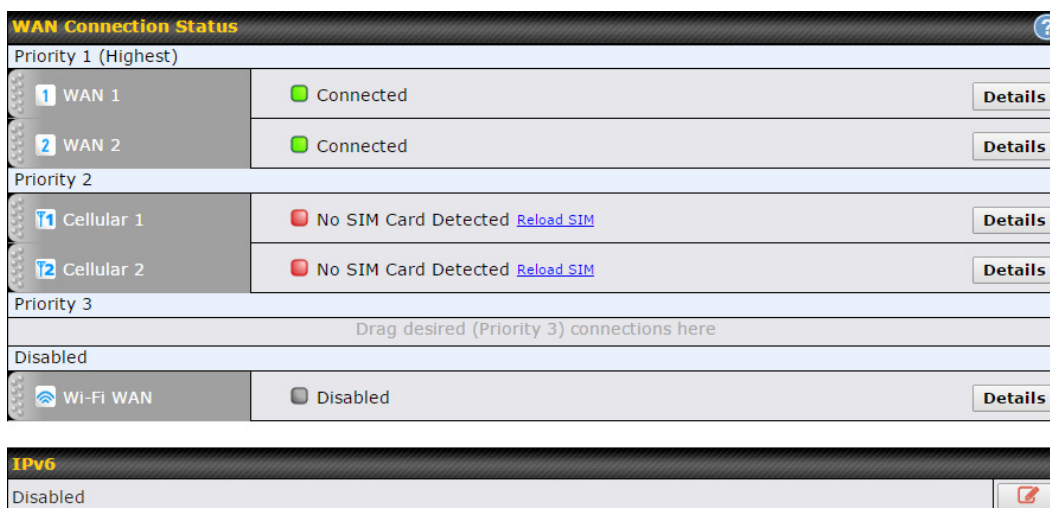 WAN Connection Status ?
Priority 1 (Highest)
1 WAN 1 Connected Details
2 WAN 2 Connected Details
Priority 2
1 Cellular 1 No SIM Card Detected Reload SIM Details
2 Cellular 2 No SIM Card Detected Reload SIM Details
Priority 3
Drag desired (Priority 3) connections here
Disabled
Wi-Fi WAN Disabled Details
IPv6
Disabled